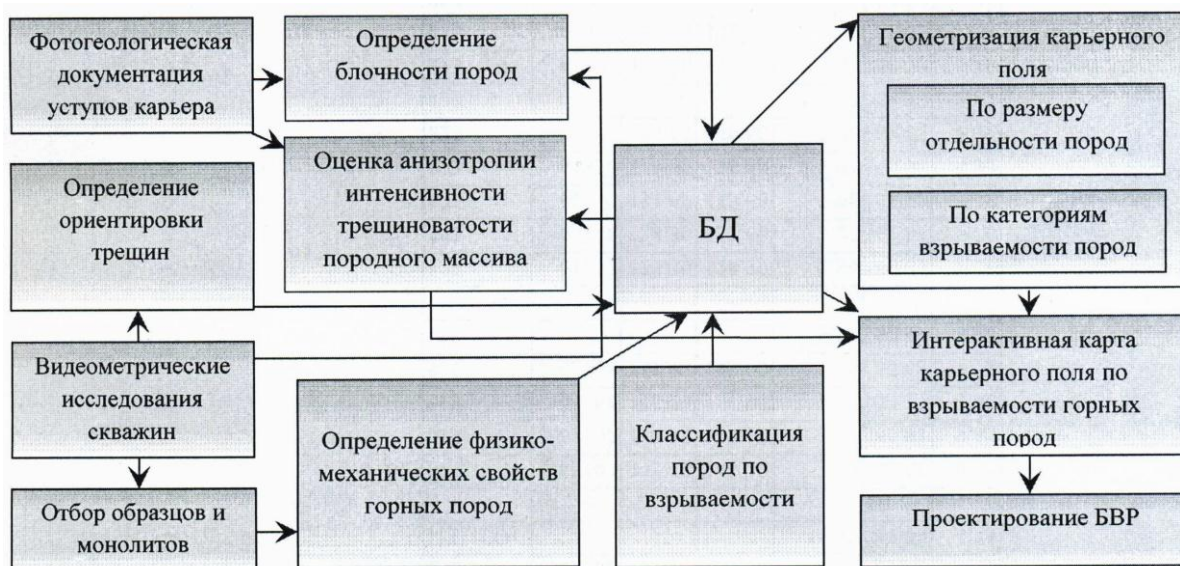 Фотогеологическая
документация
уступов карьера
Определение
блочности пород
Геометризация карьерного
поля
По размеру
отдельности пород
По категориям
взрываемости пород
Оценка анизотропии
интенсивности
трещиноватости
породного массива
Определение
ориентировки
трещин
БД
Видеометрические
исследования
скважин
Интерактивная карта
карьерного поля по
взрываемости горных
пород
Определение физико-
механических свойств
горных пород
Классификация
пород по
взрываемости
Отбор образцов и
монолитов
Проектирование БВР